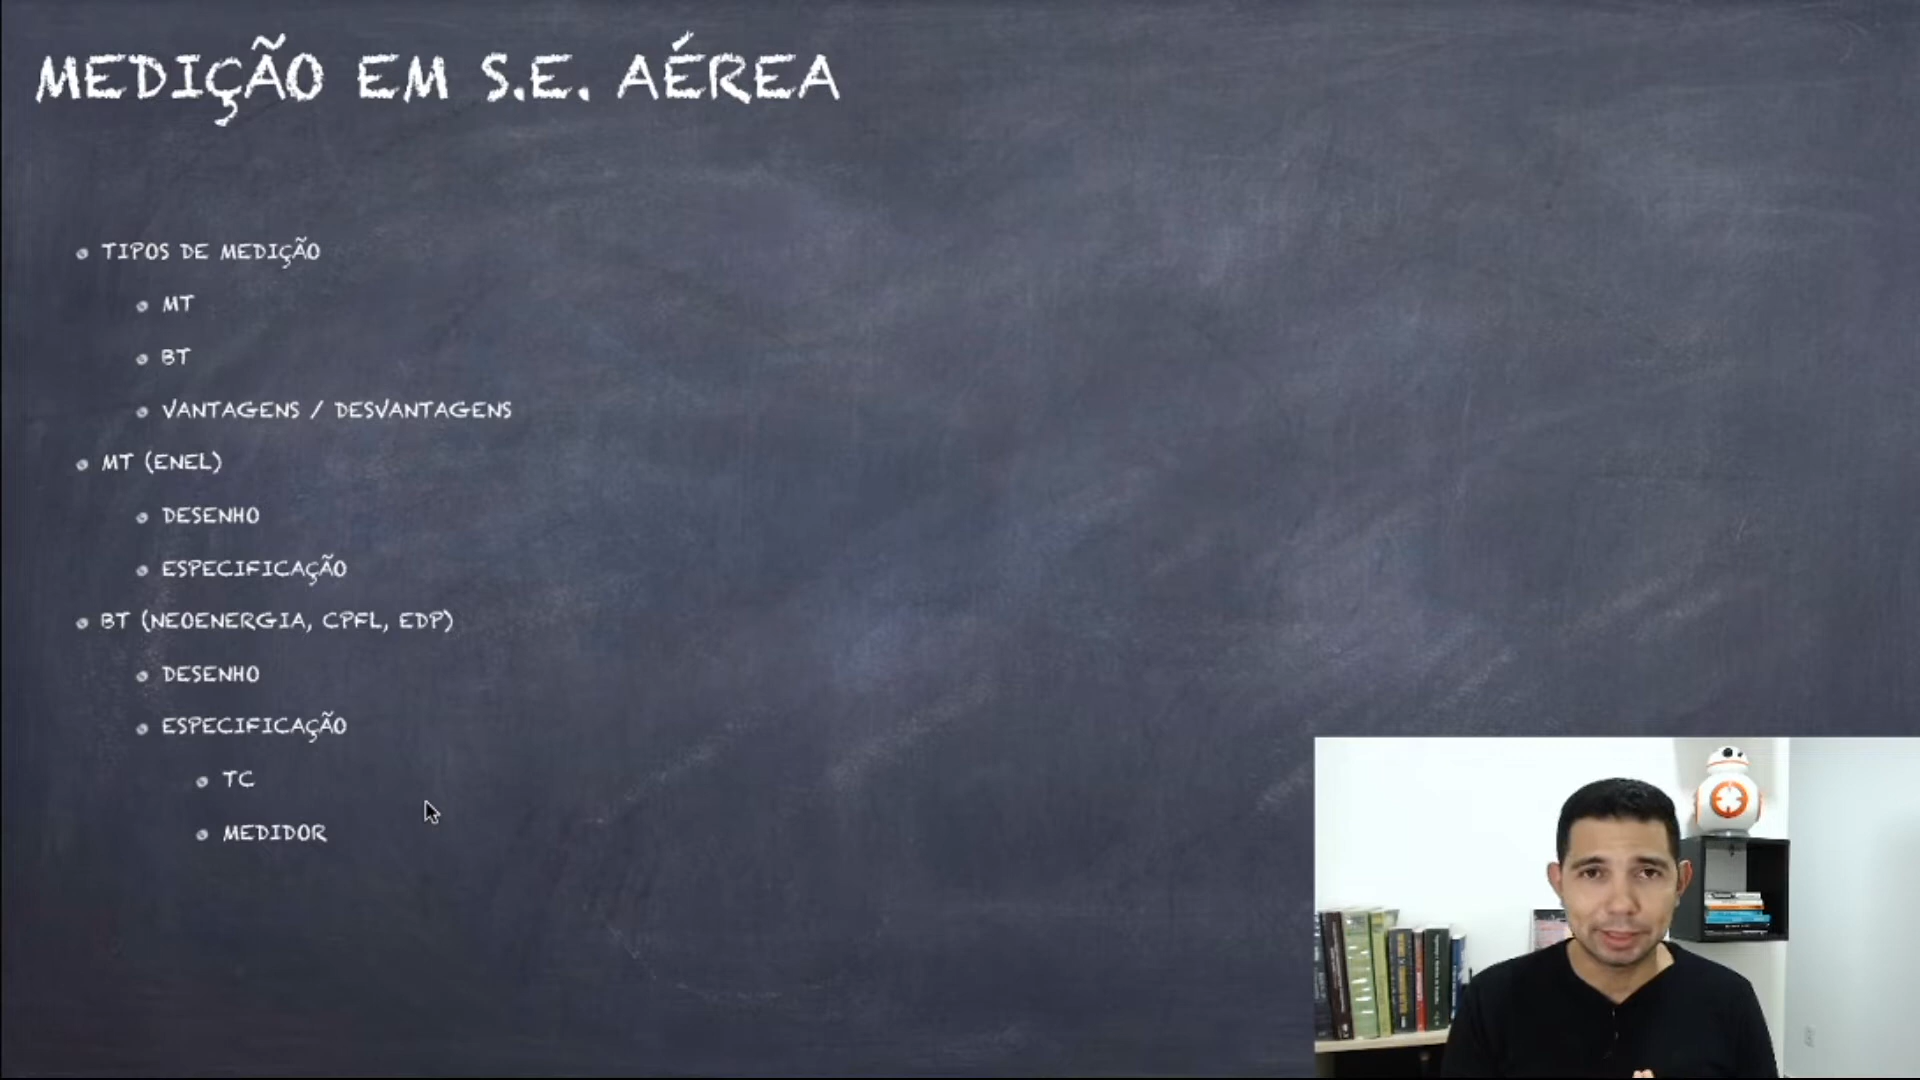 MEDIÇÃO EM S.E. AÉREA
TIPOS DE MEDIÇÃO
MT
BT
VANTAGENS / DESVANTAGENS
MT (ENEL)
DESENHO
ESPECIFICAÇÃO
BT (NEOENERGIA, CPFL, EDP)
DESENHO
ESPECIFICAÇÃO
TC
MEDIDOR